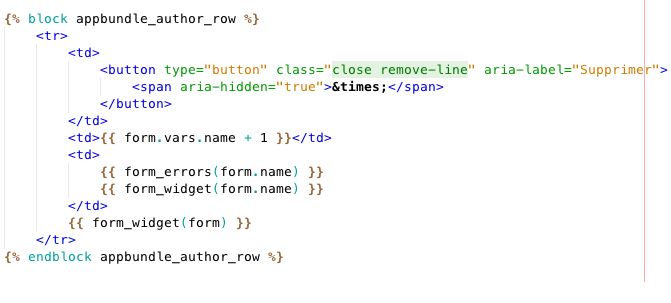 {% block appbundle_author_row %}
    <tr>
        <td>
            <button type="button" class="close remove-line" aria-label="Supprimer">
                <span aria-hidden="true">&times;</span>
            </button>
        </td>
        <td>{{ form.vars.name + 1 }}</td>
        <td>
            {{ form_errors(form.name) }}
            {{ form_widget(form.name) }}
        </td>
        {{ form_widget(form) }}
    </tr>
{% endblock appbundle_author_row %}